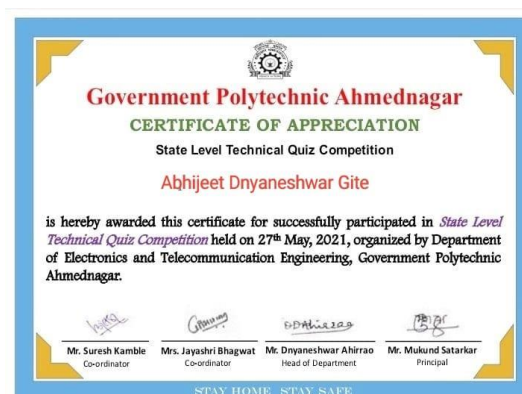 Government Polytechnic Ahmednagar
CERTIFICATE OF APPRECIATION
State Level Technical Quiz Competition
Abhijeet Dnyaneshwar Gite
is hereby awarded this certificate for successfully participated in State Level
Technical Quiz Competition held on 27th May, 2021, organized by Department
of Electronics and Telecommunication Engineering, Government Polytechnic
Ahmednagar.
Mr. Suresh Kamble Mrs. Jayashri Bhagwat Mr. Dnyaneshwar Ahirrao Mr. Mukund Satarkar
Co-ordinator Co-ordinator Head of Department Principal
STAY HOME STAY SAFE